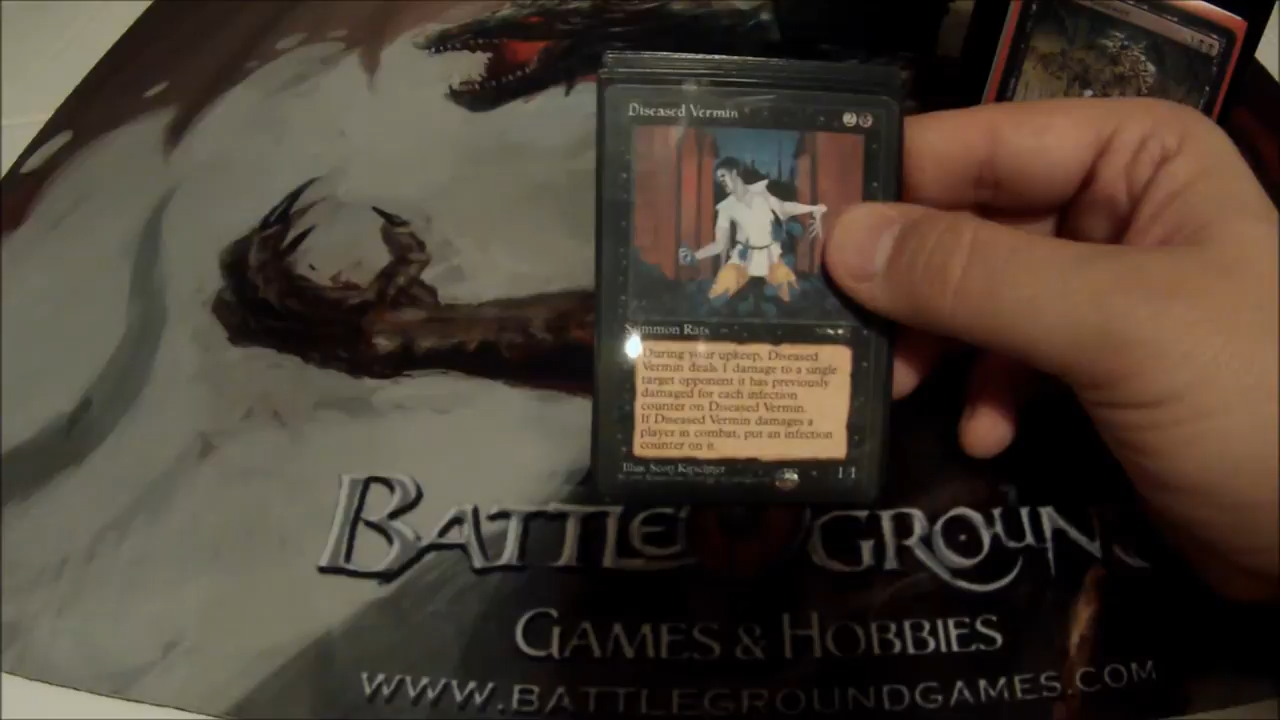 Diseased Vermin 2
Summon Rats
During your upkeep, Diseased
Vermin deals 1 damage to a single
target opponent it has previously
damaged for each infection
counter on Diseased Vermin.
If Diseased Vermin damages a
player in combat, put an infection
counter on it.
Illus. Scott Kirschner
1/1
BATTLEGROUN
GAMES & HOBBIES
WWW.BATTLEGROUNDGAMES.COM